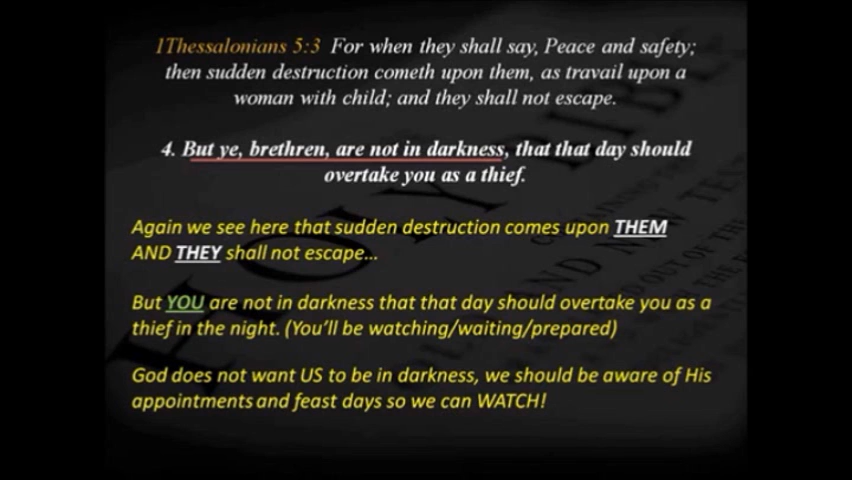 1Thessalonians 5:3 For when they shall say, Peace and safety;
then sudden destruction cometh upon them, as travail upon a
woman with child; and they shall not escape.
4. But ye, brethren, are not in darkness, that that day should
overtake you as a thief.
Again we see here that sudden destruction comes upon THEM
AND THEY shall not escape...
But YOU are not in darkness that that day should overtake you as a
thief in the night. (You'll be watching/waiting/prepared)
God does not want US to be in darkness, we should be aware of His
appointments and feast days so we can WATCH!
HOLY BIBLE